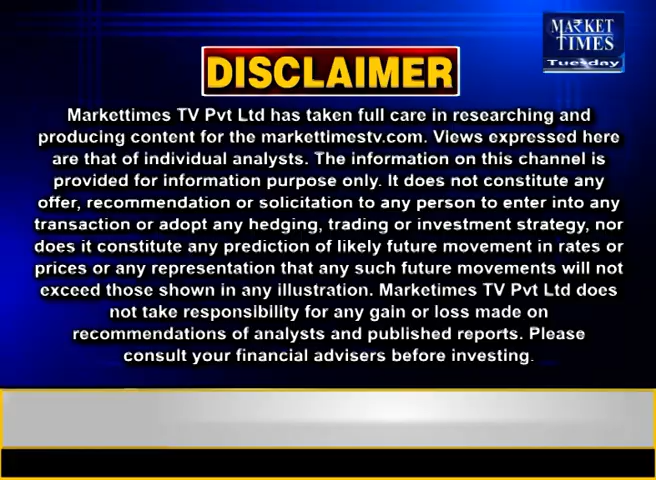 MARKET
TIMES
Tuesday
DISCLAIMER
Markettimes TV Pvt Ltd has taken full care in researching and
producing content for the markettimestv.com. Views expressed here
are that of individual analysts. The information on this channel is
provided for information purpose only. It does not constitute any
offer, recommendation or solicitation to any person to enter into any
transaction or adopt any hedging, trading or investment strategy, nor
does it constitute any prediction of likely future movement in rates or
prices or any representation that any such future movements will not
exceed those shown in any illustration. Marketimes TV Pvt Ltd does
not take responsibility for any gain or loss made on
recommendations of analysts and published reports. Please
consult your financial advisers before investing.